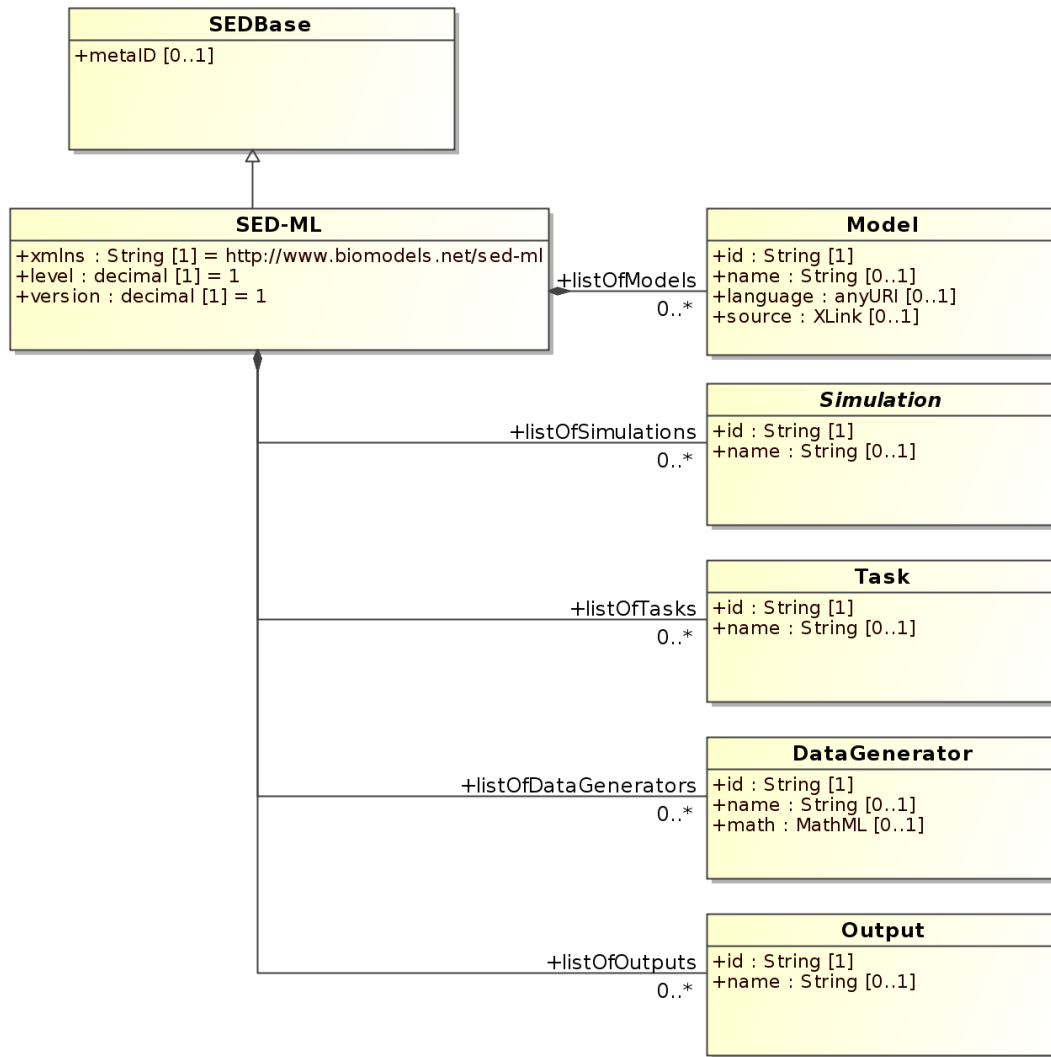 SEDBase
+metaID [0..1]
SED-ML
+xmlns : String [1] = http://www.biomodels.net/sed-ml
+level : decimal [1] = 1
+version : decimal [1] = 1
+listOfModels
0..*
Model
+id : String [1]
+name : String [0..1]
+language : anyURI [0..1]
+source : XLink [0..1]
+listOfSimulations
0..*
Simulation
+id : String [1]
+name : String [0..1]
+listOfTasks
0..*
Task
+id : String [1]
+name : String [0..1]
+listOfDataGenerators
0..*
DataGenerator
+id : String [1]
+name : String [0..1]
+math : MathML [0..1]
+listOfOutputs
0..*
Output
+id : String [1]
+name : String [0..1]